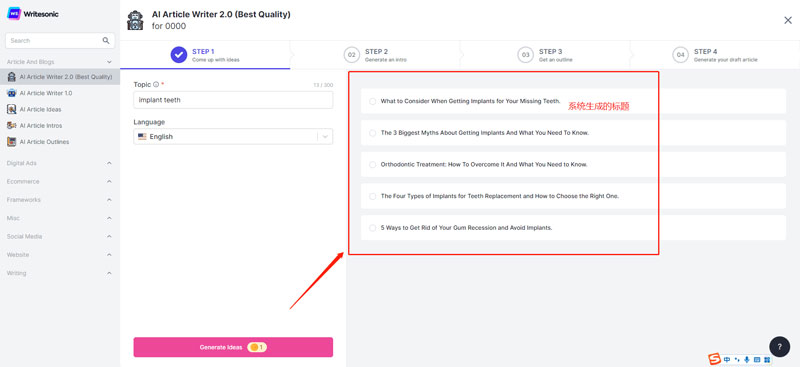 Writesonic
Search
Article And Blogs
AI Article Writer 2.0 (Best Quality)
AI Article Writer 1.0
AI Article Ideas
AI Article Intros
AI Article Outlines
Digital Ads
Ecommerce
Frameworks
Misc
Social Media
Website
Writing
AI Article Writer 2.0 (Best Quality)
for 0000
STEP 1
Come up with ideas
02
STEP 2
Generate an intro
03
STEP 3
Get an outline
04
STEP 4
Generate your draft article
Topic *
implant teeth
Language
English
Generate Ideas 1
What to Consider When Getting Implants for Your Missing Teeth.
系统生成的标题
The 3 Biggest Myths About Getting Implants And What You Need To Know.
Orthodontic Treatment: How To Overcome It And What You Need to Know.
The Four Types of Implants for Teeth Replacement and How to Choose the Right One.
5 Ways to Get Rid of Your Gum Recession and Avoid Implants.
?
中